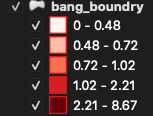 bang_boundry
0 - 0.48
0.48 - 0.72
0.72 - 1.02
1.02 - 2.21
2.21 - 8.67